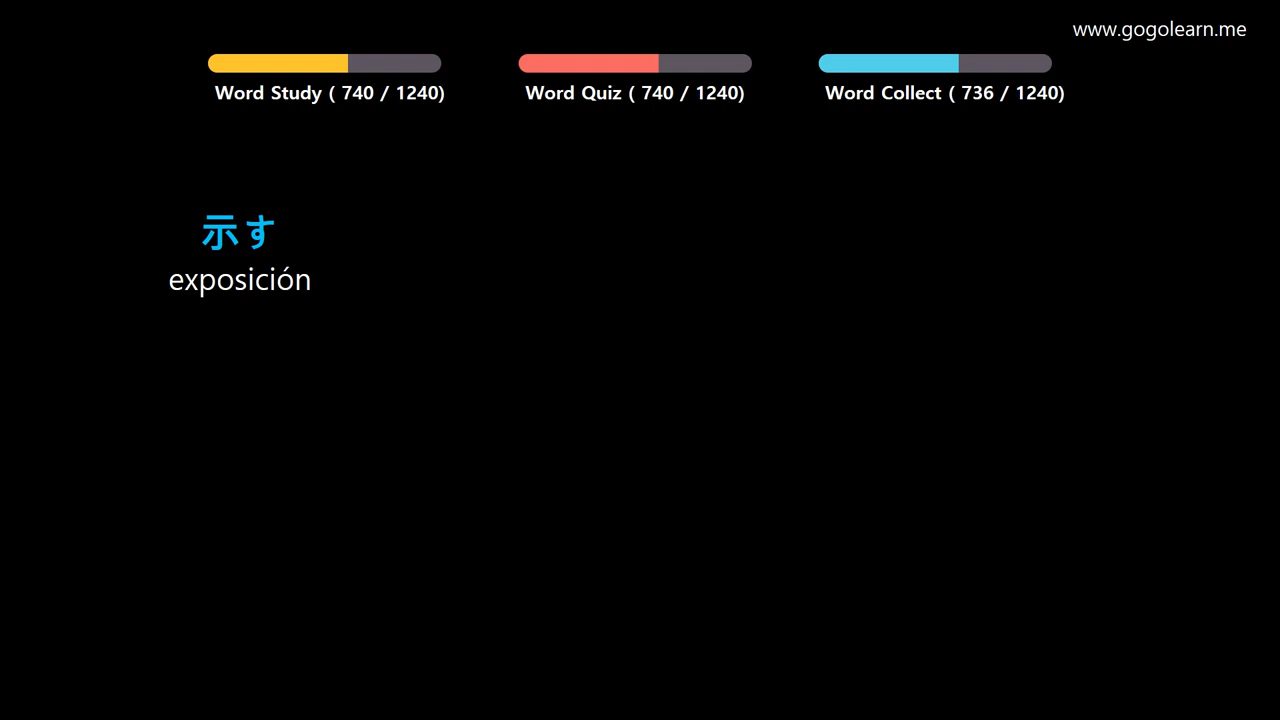 www.gogolearn.me
Word Study ( 740 / 1240)
Word Quiz ( 740 / 1240)
Word Collect ( 736 / 1240)
示す
exposición